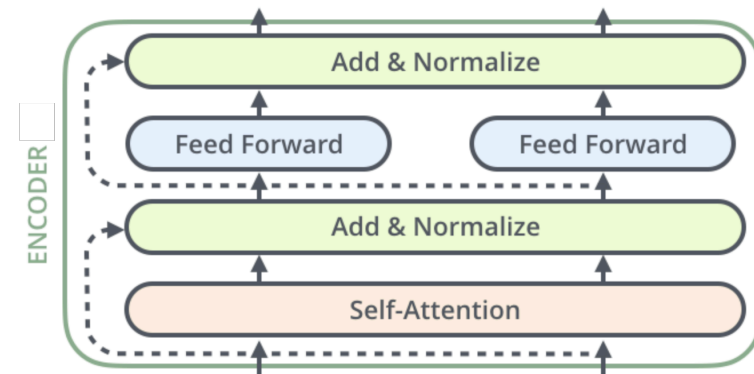 Add & Normalize
Feed Forward Feed Forward
Add & Normalize
Self-Attention
ENCODER